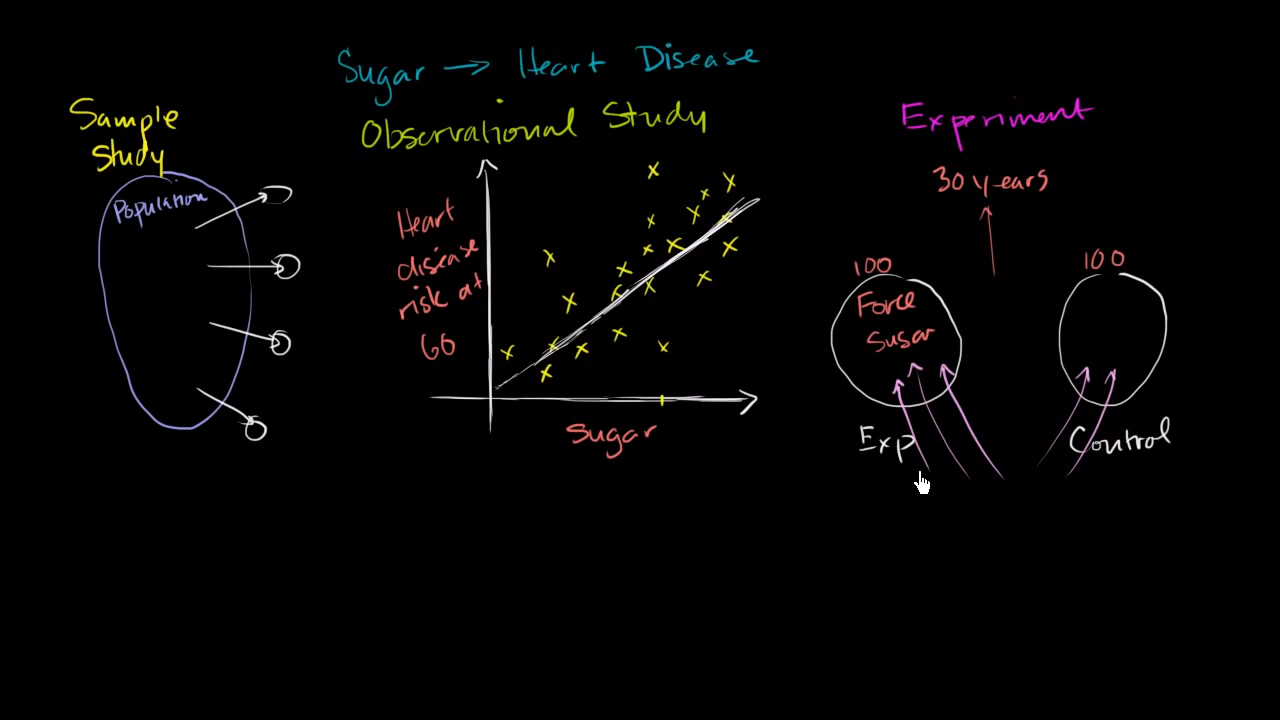 Sugar → Heart Disease
Sample
Study
Population
Observational Study
Heart
disease
risk at
60
Sugar
Experiment
30 years
100
Force
Sugar
Exp
100
Control